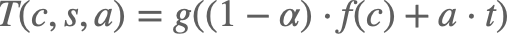 T(c, s, a) = g((1 − α) · f(c) + a · t)